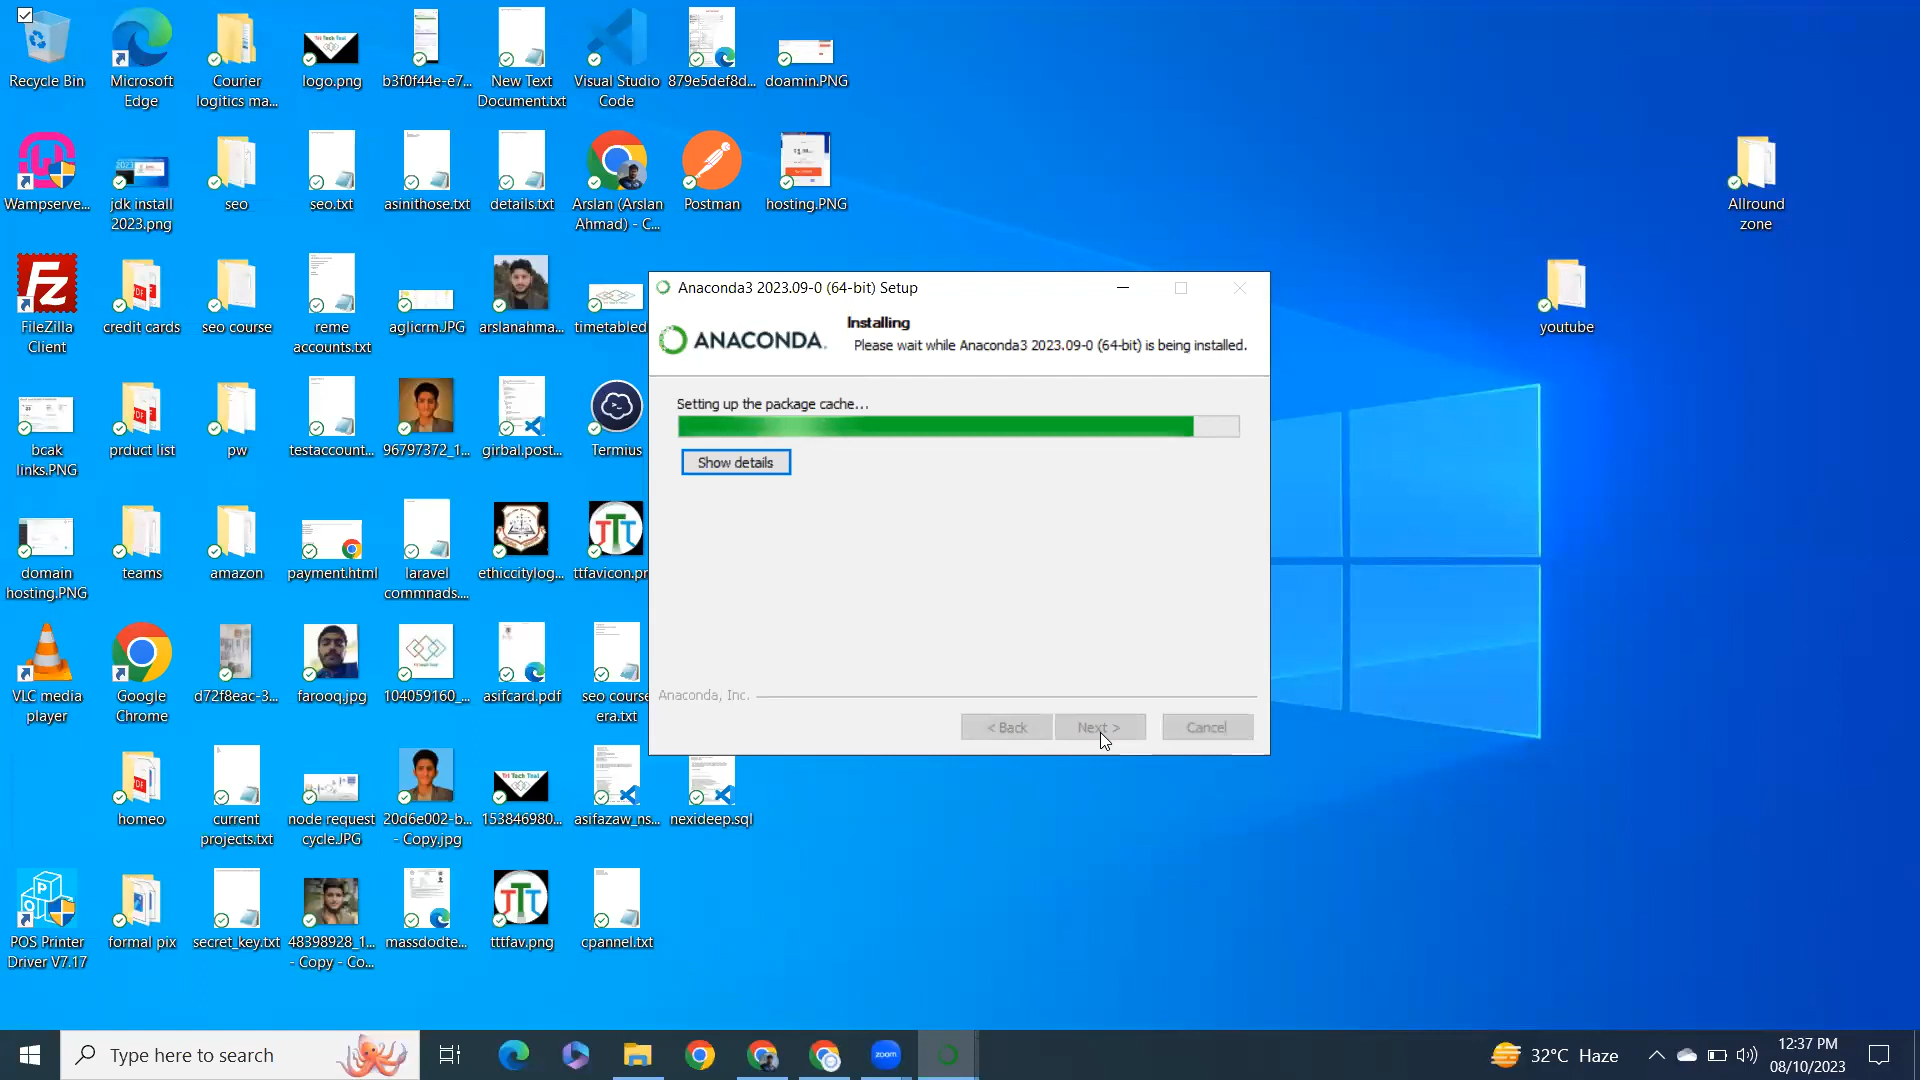 Recycle Bin
Microsoft
Edge
Courier
logitics ma...
logo.png
b3f0f44e-e7...
New Text
Document.txt
Visual Studio
Code
879e5def8d...
doamin.PNG
Wampserve...
jdk install
2023.png
seo
seo.txt
asinithose.txt
details.txt
Arslan (Arslan
Ahmad) - C...
Postman
hosting.PNG
Allround
zone
FileZilla
Client
credit cards
seo course
reme
accounts.txt
aglicrm.JPG
arslanahma...
timetabled
youtube
bcak
links.PNG
prduct list
pw
testaccount...
96797372_1...
girbal.post...
Termius
domain
hosting.PNG
teams
amazon
payment.html
laravel
commnads....
ethiccitylog...
ttfavicon.pr
VLC media
player
Google
Chrome
d72f8eac-3...
farooq.jpg
104059160_...
asifcard.pdf
seo course
era.txt
homeo
current
projects.txt
node request
cycle.JPG
20d6e002-b...
- Copy.jpg
153846980...
asifazaw_ns...
nexideep.sql
POS Printer
Driver V7.17
formal pix
secret_key.txt
48398928_1...
- Copy - Co...
massdodte...
tttfav.png
cpannel.txt
Anaconda3 2023.09-0 (64-bit) Setup
ANACONDA.
Installing
Please wait while Anaconda3 2023.09-0 (64-bit) is being installed.
Setting up the package cache...
Show details
Anaconda, Inc.
< Back
Next >
Cancel
Type here to search
zoom
32°C Haze
12:37 PM
08/10/2023